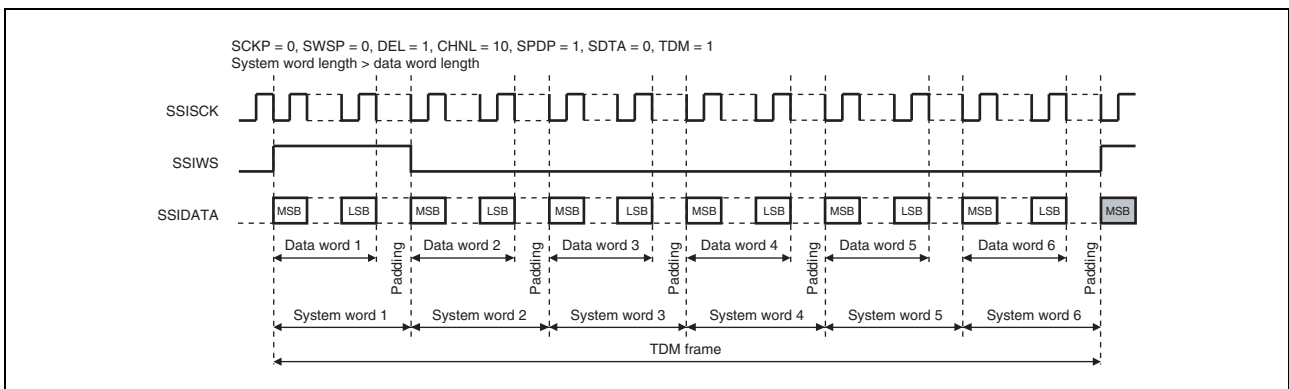 SCKP = 0, SWSP = 0, DEL = 1, CHNL = 10, SPDP = 1, SDTA = 0, TDM = 1
System word length > data word length
SSISCK
SSIWS
SSIDATA
MSB LSB MSB LSB MSB LSB MSB LSB MSB LSB MSB LSB MSB
Data word 1 Padding Data word 2 Padding Data word 3 Padding Data word 4 Padding Data word 5 Padding Data word 6 Padding
System word 1 System word 2 System word 3 System word 4 System word 5 System word 6
TDM frame